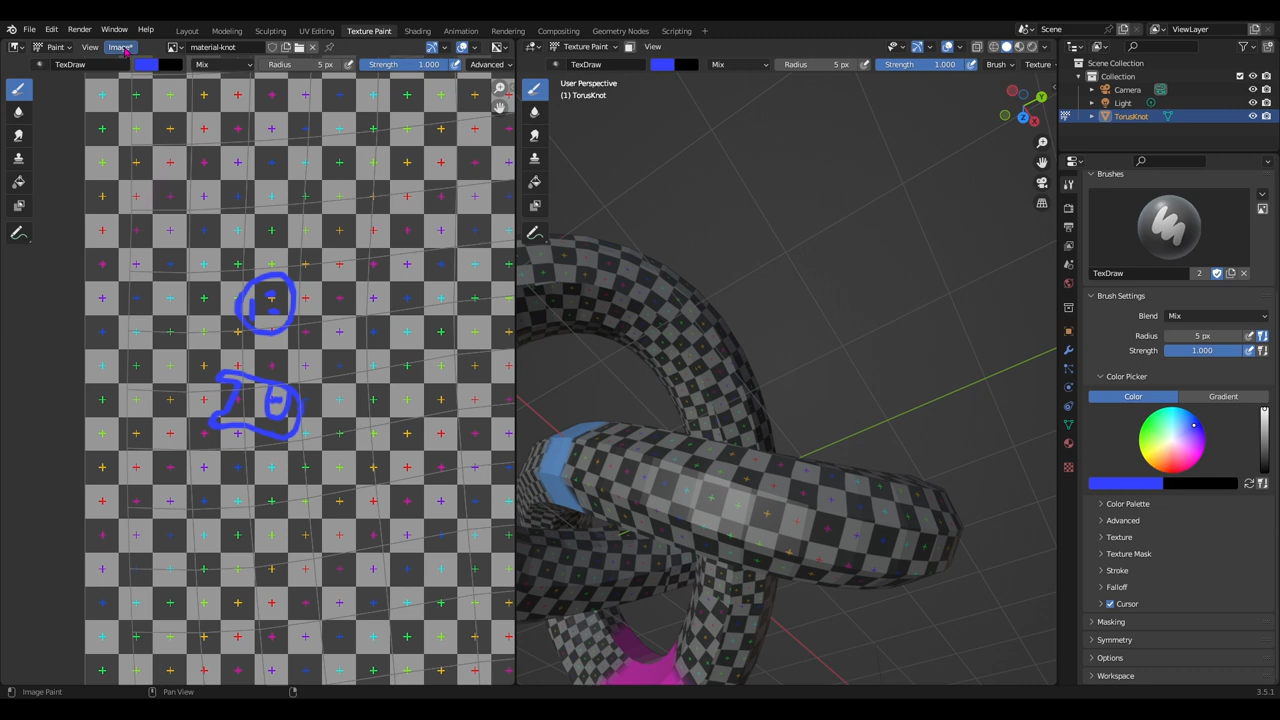 File Edit Render Window Help Layout Modeling Sculpting UV Editing Texture Paint Shading Animation Rendering Compositing Geometry Nodes Scripting Scene ViewLayer
Paint View Image* material-knot Texture Paint View
TexDraw Mix Radius 5 px Strength 1.000 Advanced TexDraw Mix Radius 5 px Strength 1.000 Brush Texture
User Perspective
(1) TorusKnot
Y
Z
X
Scene Collection
Collection
Camera
Light
TorusKnot
Brushes
TexDraw 2
Brush Settings
Blend Mix
Radius 5 px
Strength 1.000
Color Picker
Color Gradient
Color Palette
Advanced
Texture
Texture Mask
Stroke
Falloff
Cursor
Masking
Symmetry
Options
Workspace
Image Paint Pan View 3.5.1